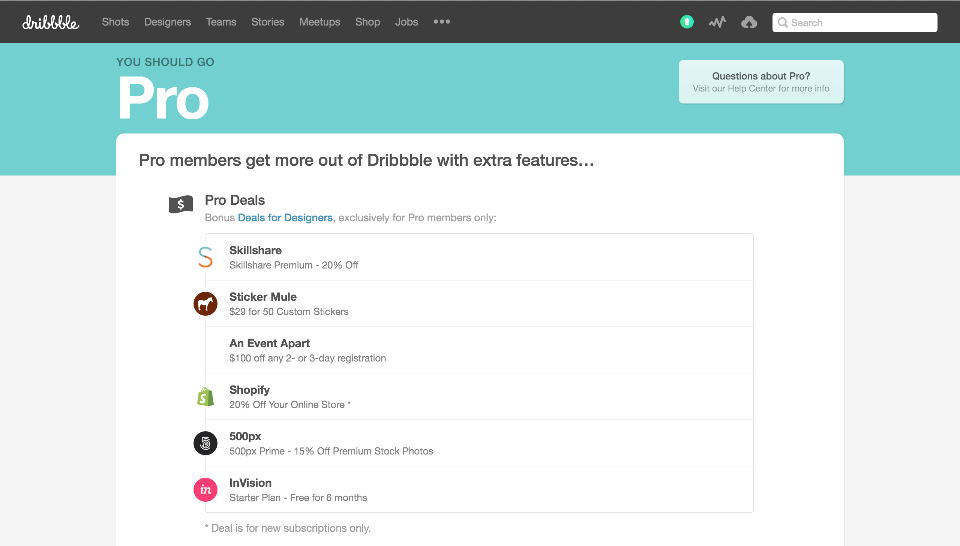 dribbble
Shots Designers Teams Stories Meetups Shop Jobs •••
Search
YOU SHOULD GO
Pro
Questions about Pro?
Visit our Help Center for more info
Pro members get more out of Dribbble with extra features…
$
Pro Deals
Bonus Deals for Designers, exclusively for Pro members only:
S
Skillshare
Skillshare Premium - 20% Off
Sticker Mule
$29 for 50 Custom Stickers
An Event Apart
$100 off any 2- or 3-day registration
S
Shopify
20% Off Your Online Store *
5
500px
500px Prime - 15% Off Premium Stock Photos
in
InVision
Starter Plan - Free for 6 months
* Deal is for new subscriptions only.